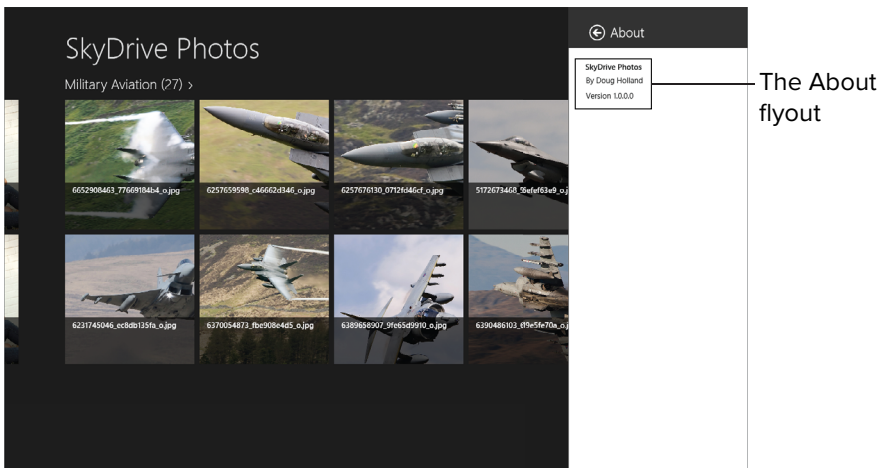 SkyDrive Photos
Military Aviation (27) >
6652908463_77669184b4_o.jpg
6257659598_c46662d346_o.jpg
6257676130_0712fd46cf_o.jpg
6231745046_ec8db135fa_o.jpg
6370054873_fbe908e4d5_o.jpg
6389658907_9fe65d9910_o.jpg
About
SkyDrive Photos
By Doug Holland
Version 1.0.0.0
The About
flyout